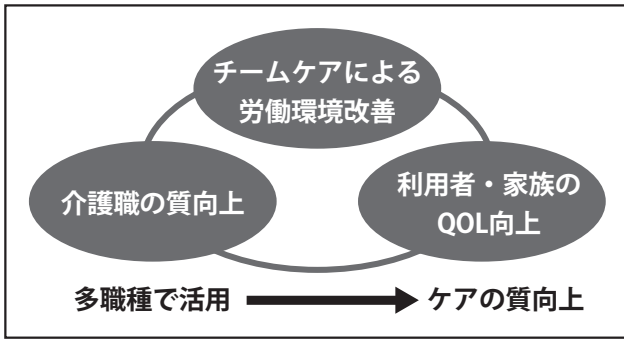 チームケアによる
労働環境改善
介護職の質向上
利用者・家族の
QOL向上
多職種で活用
ケアの質向上